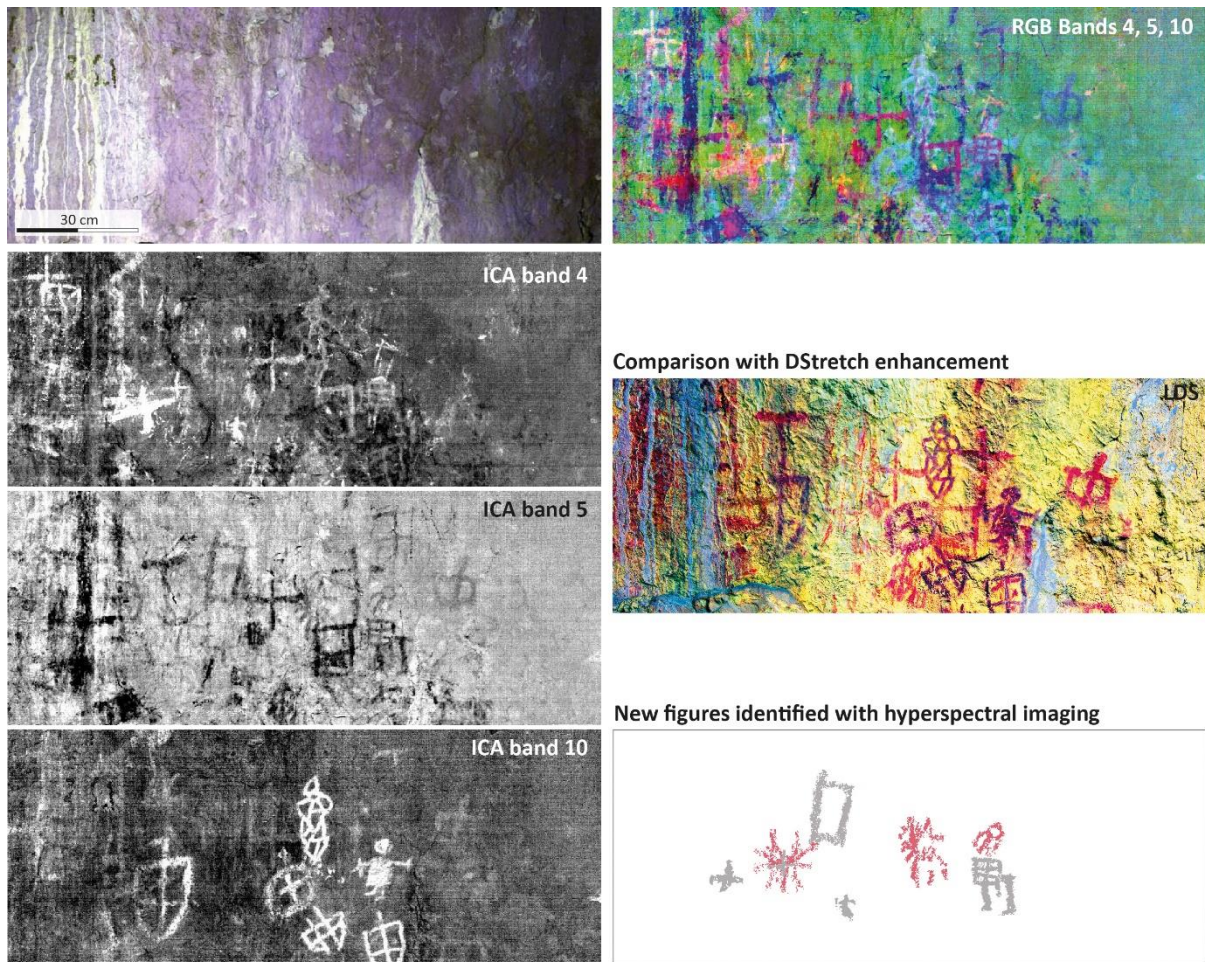 RGB Bands 4, 5, 10
30 cm
ICA band 4
Comparison with DStretch enhancement
LDS
ICA band 5
New figures identified with hyperspectral imaging
ICA band 10